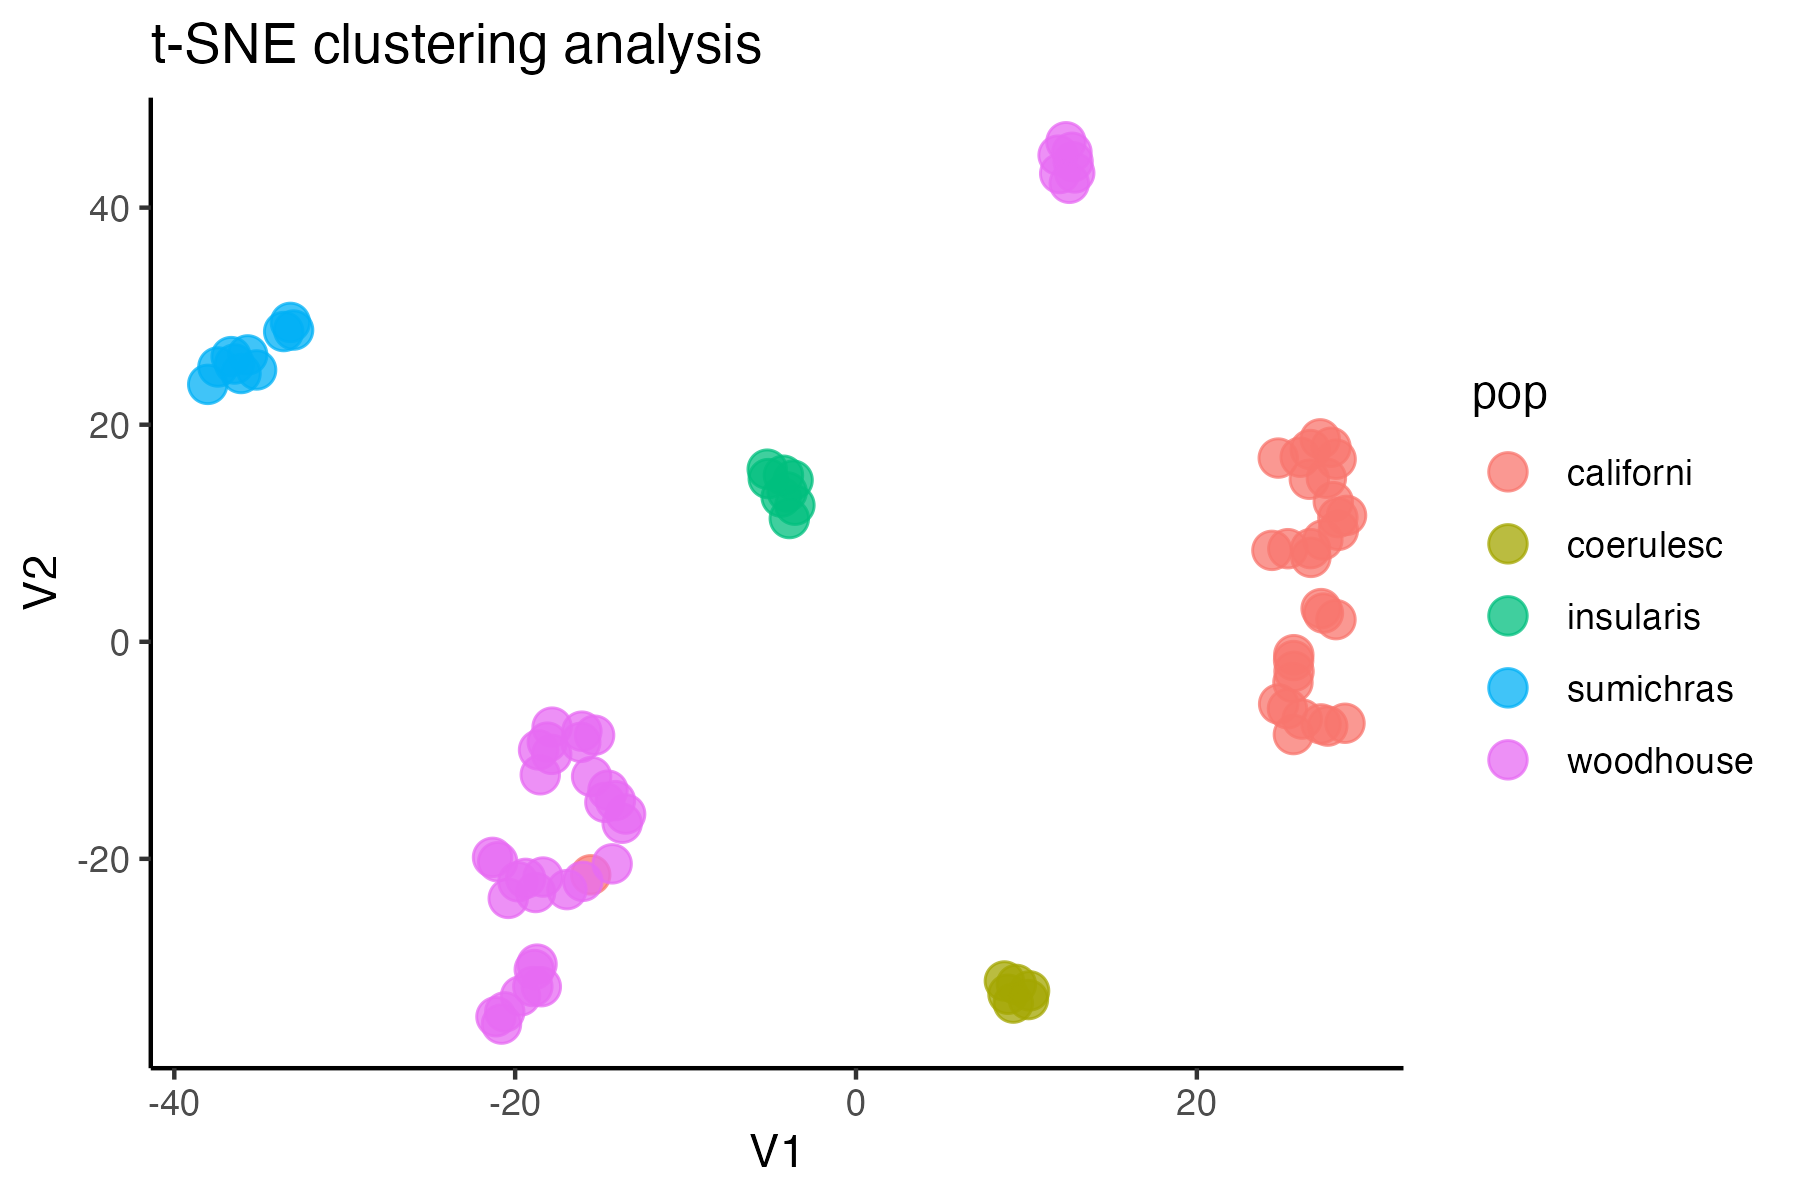 t-SNE clustering analysis
40
20
0
-20
V2
-40
-20
0
20
V1
pop
californi
coerulesc
insularis
sumichras
woodhouse